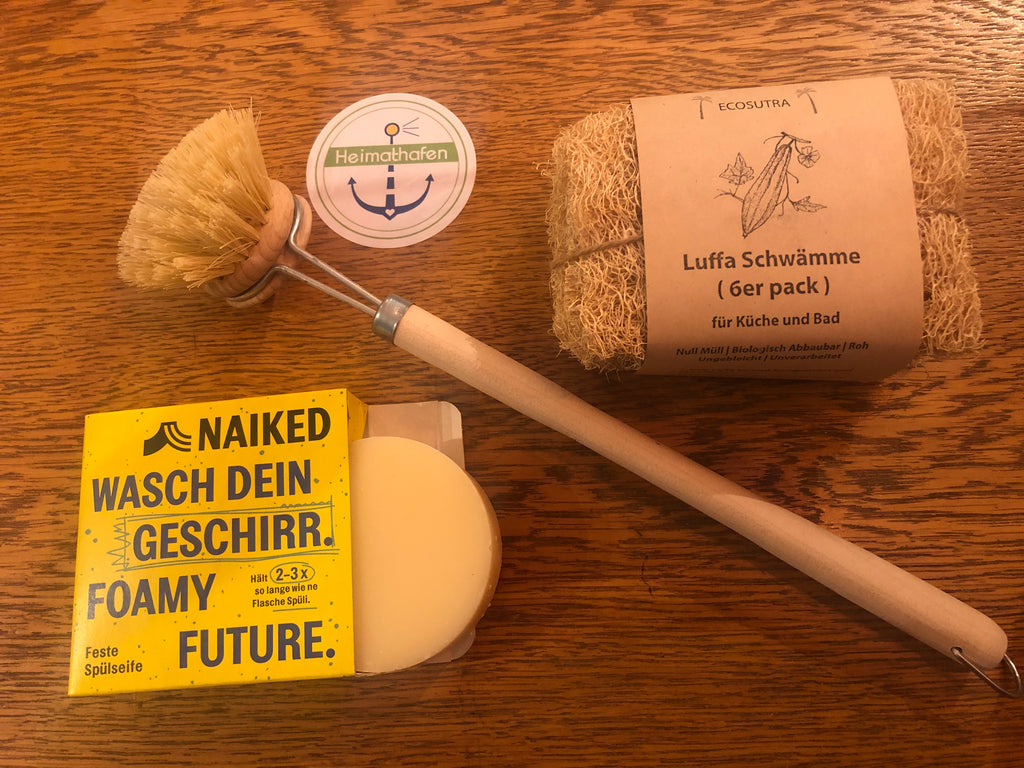 Heimathafen
ECOSUTRA
Luffa Schwämme
( 6er pack )
für Küche und Bad
Null Müll | Biologisch Abbaubar | Roh
Ungebleicht | Unverarbeitet
NAIKED
WASCH DEIN
GESCHIRR.
FOAMY
FUTURE.
Hält 2–3 x
so lange wie ne
Flasche Spüli.
Feste
Spülseife